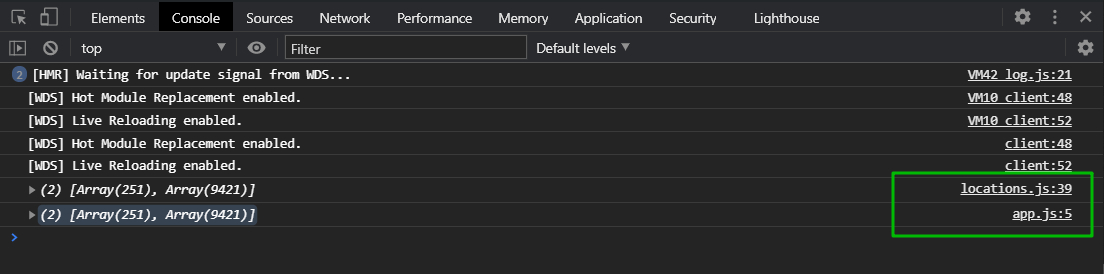 Elements Console Sources Network Performance Memory Application Security Lighthouse
top Filter Default levels
2 [HMR] Waiting for update signal from WDS... VM42 log.js:21
[WDS] Hot Module Replacement enabled. VM10 client:48
[WDS] Live Reloading enabled. VM10 client:52
[WDS] Hot Module Replacement enabled. client:48
[WDS] Live Reloading enabled. client:52
(2) [Array(251), Array(9421)] locations.js:39
(2) [Array(251), Array(9421)] app.js:5